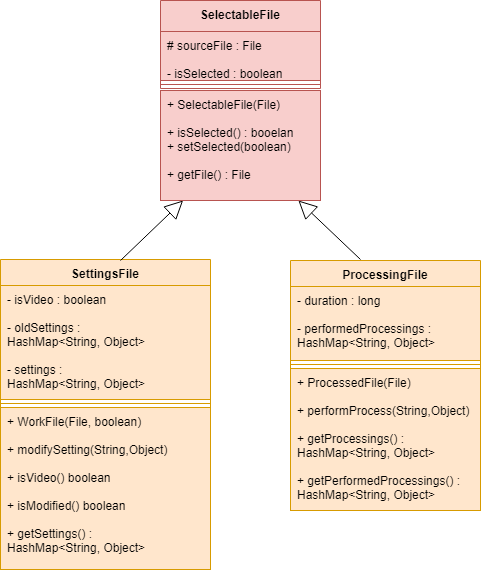 SelectableFile
# sourceFile : File
- isSelected : boolean
+ SelectableFile(File)
+ isSelected() : booelan
+ setSelected(boolean)
+ getFile() : File
SettingsFile
- isVideo : boolean
- oldSettings :
HashMap<String, Object>
- settings :
HashMap<String, Object>
+ WorkFile(File, boolean)
+ modifySetting(String,Object)
+ isVideo() boolean
+ isModified() boolean
+ getSettings() :
HashMap<String, Object>
ProcessingFile
- duration : long
- performedProcessings :
HashMap<String, Object>
+ ProcessedFile(File)
+ performProcess(String,Object)
+ getProcessings() :
HashMap<String, Object>
+ getPerformedProcessings() :
HashMap<String, Object>